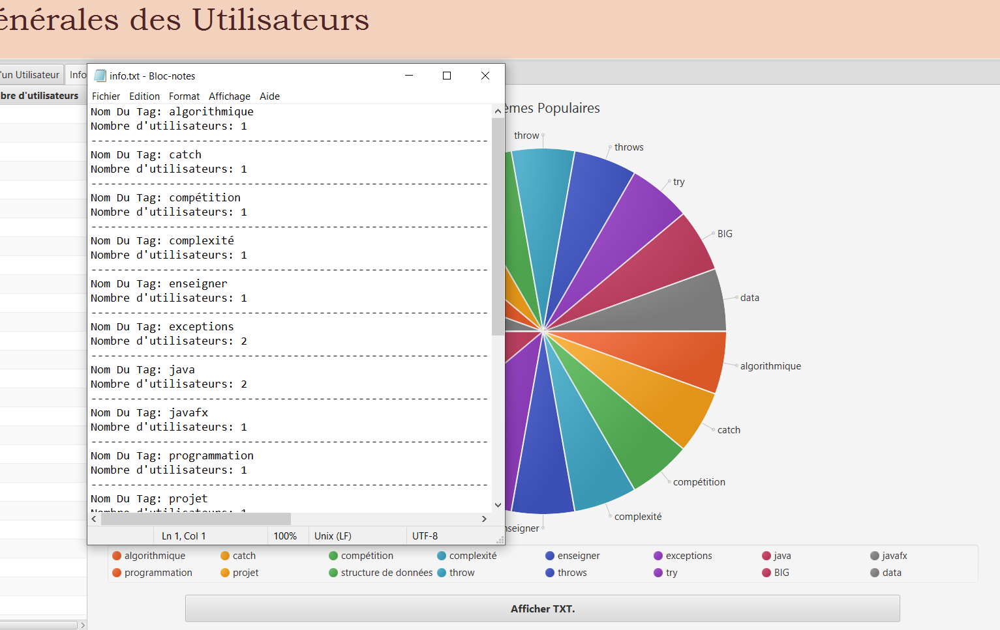 énérales des Utilisateurs
'un Utilisateur
Info
bre d'utilisateurs
info.txt - Bloc-notes
Fichier Edition Format Affichage Aide
Nom Du Tag: algorithmique
Nombre d'utilisateurs: 1
-------------------------------------------------------------
Nom Du Tag: catch
Nombre d'utilisateurs: 1
-------------------------------------------------------------
Nom Du Tag: compétition
Nombre d'utilisateurs: 1
-------------------------------------------------------------
Nom Du Tag: complexité
Nombre d'utilisateurs: 1
-------------------------------------------------------------
Nom Du Tag: enseigner
Nombre d'utilisateurs: 1
-------------------------------------------------------------
Nom Du Tag: exceptions
Nombre d'utilisateurs: 2
-------------------------------------------------------------
Nom Du Tag: java
Nombre d'utilisateurs: 2
-------------------------------------------------------------
Nom Du Tag: javafx
Nombre d'utilisateurs: 1
-------------------------------------------------------------
Nom Du Tag: programmation
Nombre d'utilisateurs: 1
-------------------------------------------------------------
Nom Du Tag: projet
Nombre d'utilisateurs: 1
Ln 1, Col 1 100% Unix (LF) UTF-8
èmes Populaires
throw
throws
try
BIG
data
algorithmique
catch
compétition
complexité
nseigner
algorithmique catch compétition complexité enseigner exceptions java javafx
programmation projet structure de données throw throws try BIG data
Afficher TXT.